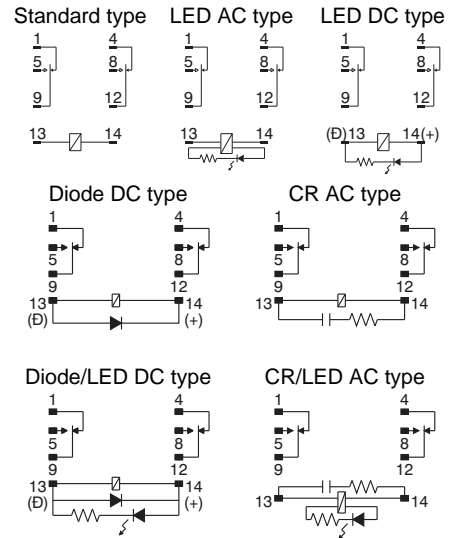 Standard type LED AC type LED DC type
1 4 1 4 1 4
5 8 5 8 5 8
9 12 9 12 9 12
13 14 13 14 (Đ)13 14(+)
Diode DC type CR AC type
1 4 1 4
5 8 5 8
9 12 9 12
13 14 13 14
(Đ) (+)
Diode/LED DC type CR/LED AC type
1 4 1 4
5 8 5 8
9 12 9 12
13 14 13 14
(Đ) (+)